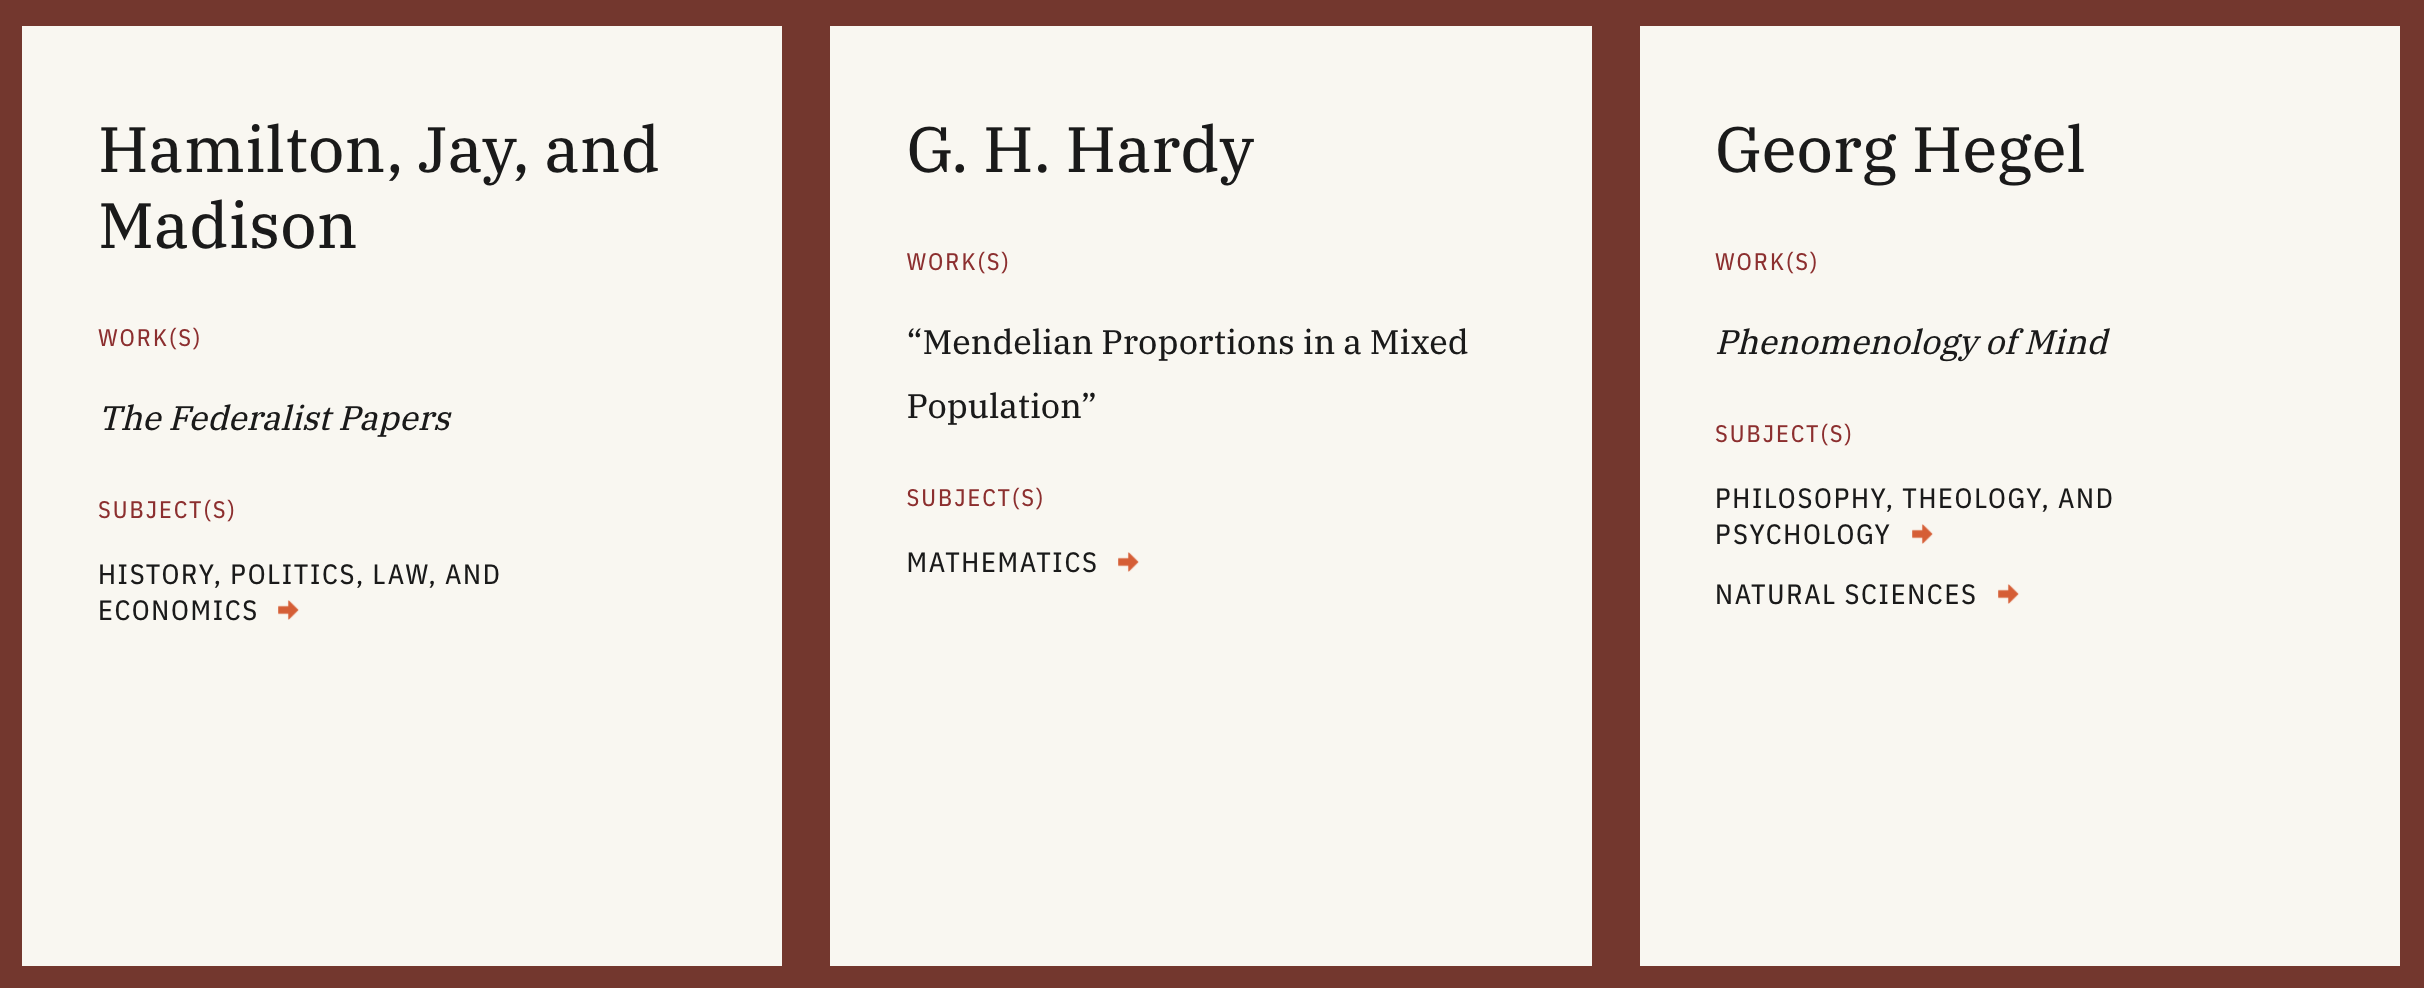 Hamilton, Jay, and
Madison
WORK(S)
The Federalist Papers
SUBJECT(S)
HISTORY, POLITICS, LAW, AND
ECONOMICS
G. H. Hardy
WORK(S)
“Mendelian Proportions in a Mixed
Population”
SUBJECT(S)
MATHEMATICS
Georg Hegel
WORK(S)
Phenomenology of Mind
SUBJECT(S)
PHILOSOPHY, THEOLOGY, AND
PSYCHOLOGY
NATURAL SCIENCES